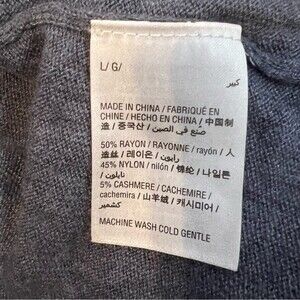 L/ G/
كبير
MADE IN CHINA / FABRIQUÉ EN
CHINE / HECHO EN CHINA / 中国制
造 / 중국산 / صنع في الصين /
50% RAYON / RAYONNE / rayón / 人
造丝 / 레이온 / رايون /
45% NYLON / nilón / 锦纶 / 나일론
/ نايلون
5% CASHMERE / CACHEMIRE /
cachemira / 山羊绒 / 캐시미어 /
كشمير
MACHINE WASH COLD GENTLE